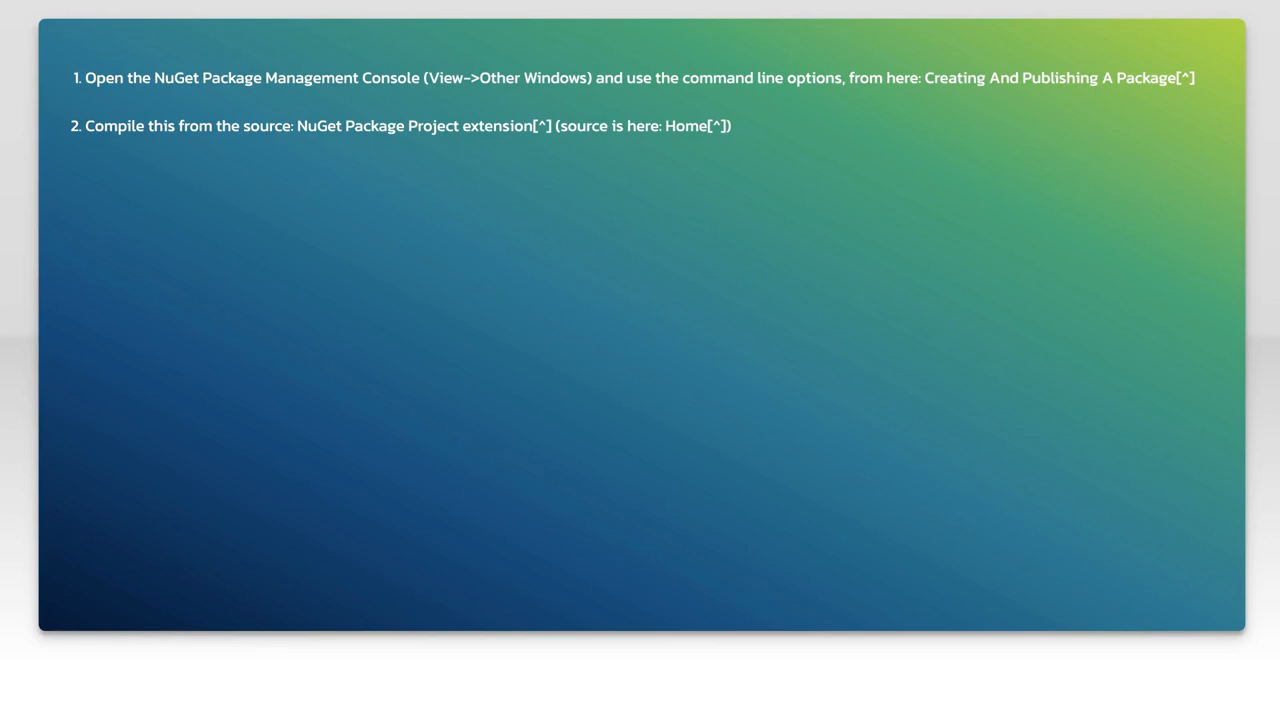 1. Open the NuGet Package Management Console (View->Other Windows) and use the command line options, from here: Creating And Publishing A Package[^]
2. Compile this from the source: NuGet Package Project extension[^] (source is here: Home[^])